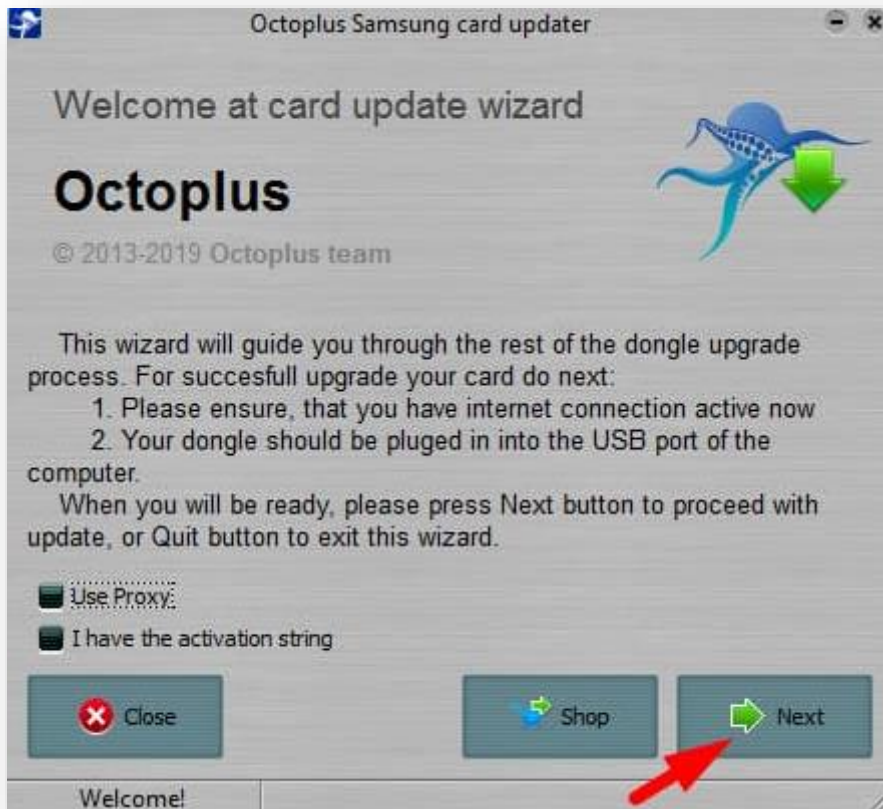 Octoplus Samsung card updater
Welcome at card update wizard
Octoplus
© 2013-2019 Octoplus team
This wizard will guide you through the rest of the dongle upgrade
process. For succesfull upgrade your card do next:
1. Please ensure, that you have internet connection active now
2. Your dongle should be pluged in into the USB port of the
computer.
When you will be ready, please press Next button to proceed with
update, or Quit button to exit this wizard.
Use Proxy
I have the activation string
Close
Shop
Next
Welcome!